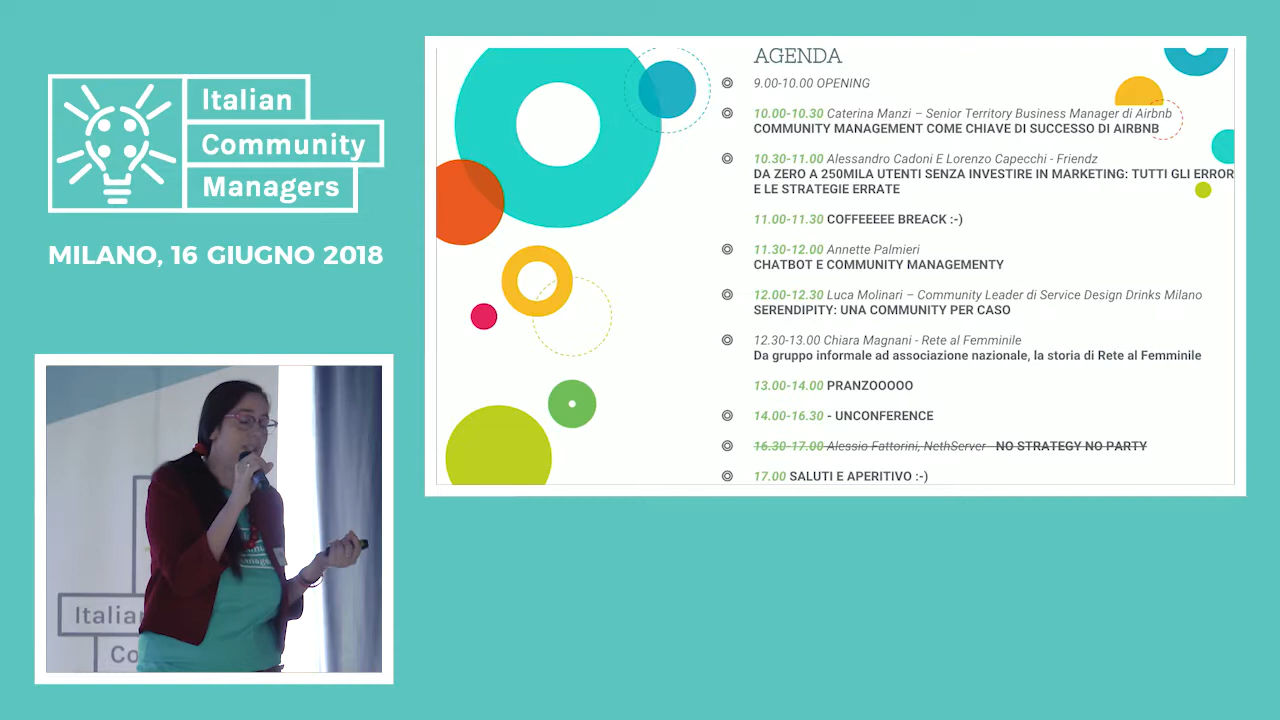 Italian
Community
Managers
MILANO, 16 GIUGNO 2018
AGENDA
9.00-10.00 OPENING
10.00-10.30 Caterina Manzi – Senior Territory Business Manager di Airbnb
COMMUNITY MANAGEMENT COME CHIAVE DI SUCCESSO DI AIRBNB
10.30-11.00 Alessandro Cadoni E Lorenzo Capecchi - Friendz
DA ZERO A 250MILA UTENTI SENZA INVESTIRE IN MARKETING: TUTTI GLI ERROR
E LE STRATEGIE ERRATE
11.00-11.30 COFFEEEEE BREACK :-)
11.30-12.00 Annette Palmieri
CHATBOT E COMMUNITY MANAGEMENTY
12.00-12.30 Luca Molinari – Community Leader di Service Design Drinks Milano
SERENDIPITY: UNA COMMUNITY PER CASO
12.30-13.00 Chiara Magnani - Rete al Femminile
Da gruppo informale ad associazione nazionale, la storia di Rete al Femminile
13.00-14.00 PRANZOOOOO
14.00-16.30 - UNCONFERENCE
16.30-17.00 Alessio Fattorini, NethServer - NO STRATEGY NO PARTY
17.00 SALUTI E APERITIVO :-)
Italia
Co